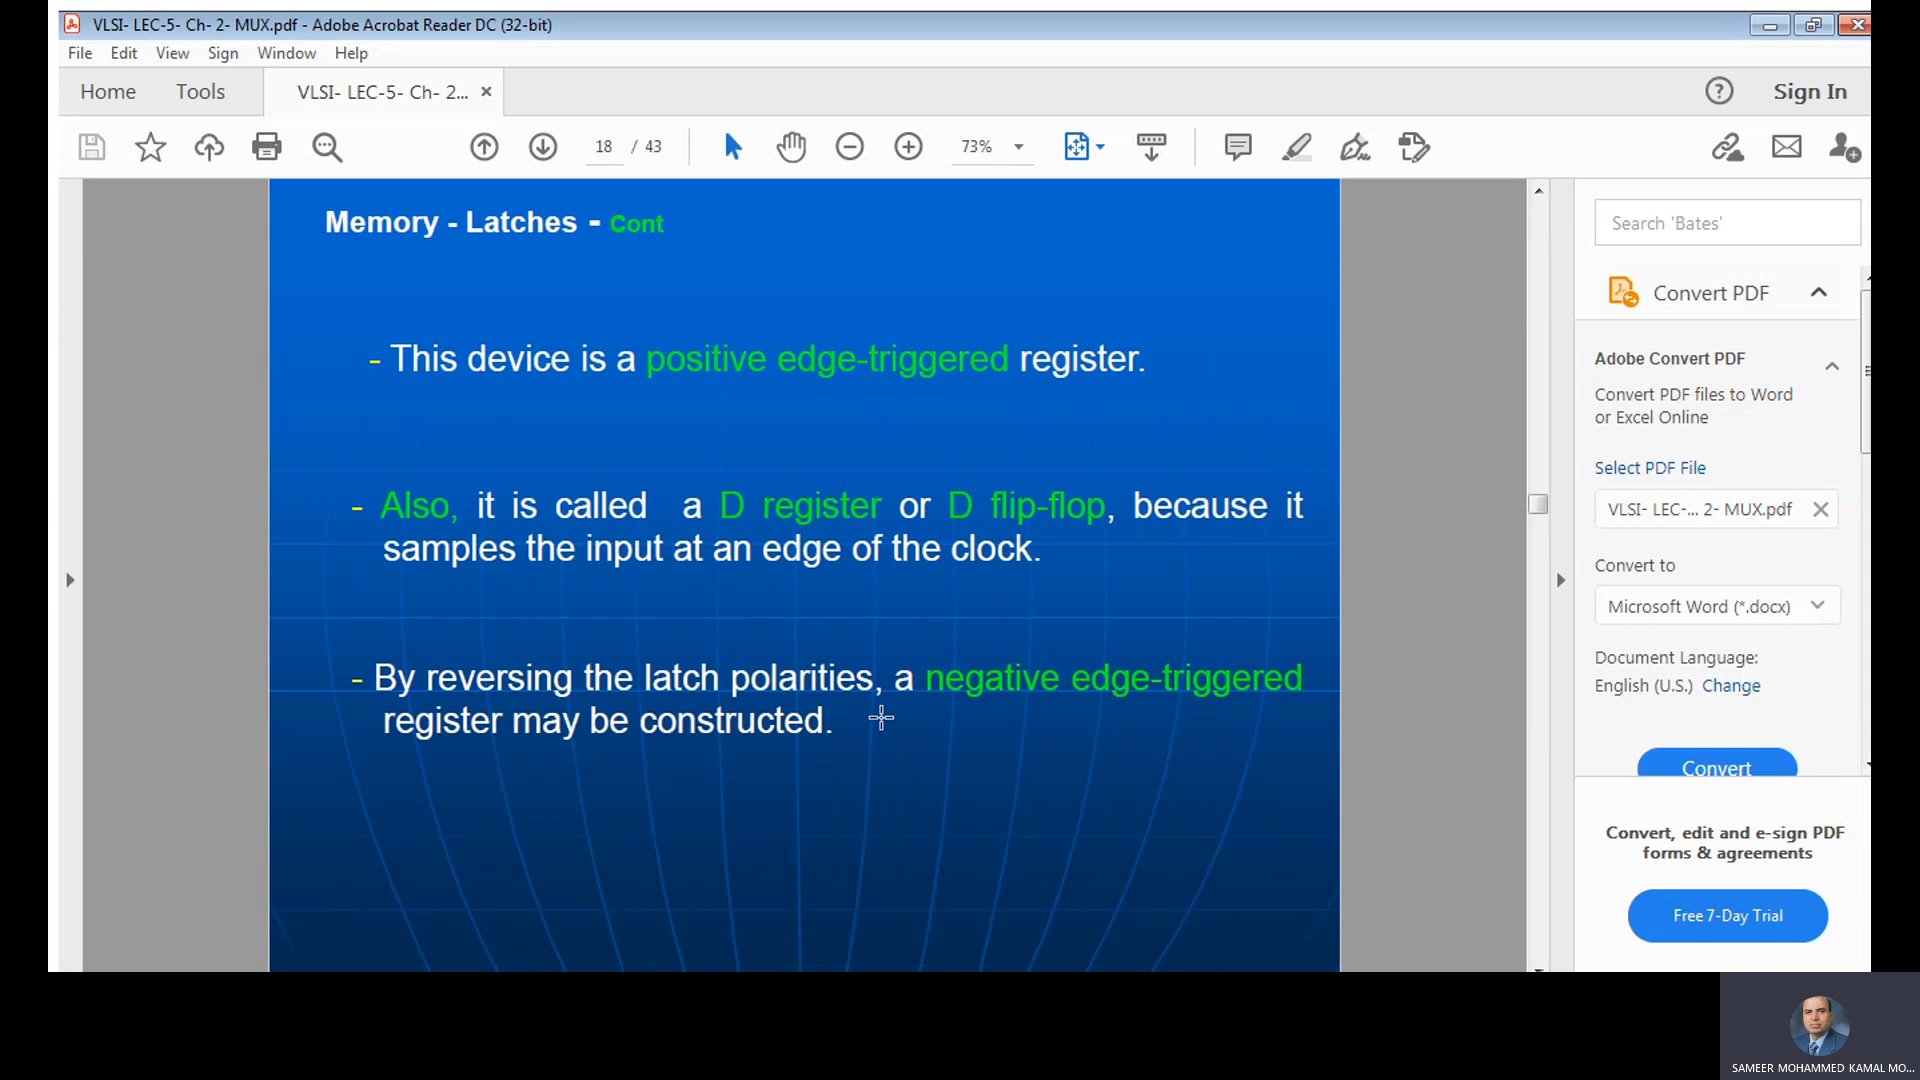 VLSI- LEC-5- Ch- 2- MUX.pdf - Adobe Acrobat Reader DC (32-bit)
File Edit View Sign Window Help
Home Tools VLSI- LEC-5- Ch- 2... × Sign In
18 / 43 73%
Memory - Latches - Cont
- This device is a positive edge-triggered register.
- Also, it is called a D register or D flip-flop, because it
samples the input at an edge of the clock.
- By reversing the latch polarities, a negative edge-triggered
register may be constructed.
Search 'Bates'
Convert PDF
Adobe Convert PDF
Convert PDF files to Word
or Excel Online
Select PDF File
VLSI- LEC-... 2- MUX.pdf
Convert to
Microsoft Word (*.docx)
Document Language:
English (U.S.) Change
Convert
Convert, edit and e-sign PDF
forms & agreements
Free 7-Day Trial
SAMEER MOHAMMED KAMAL MO...